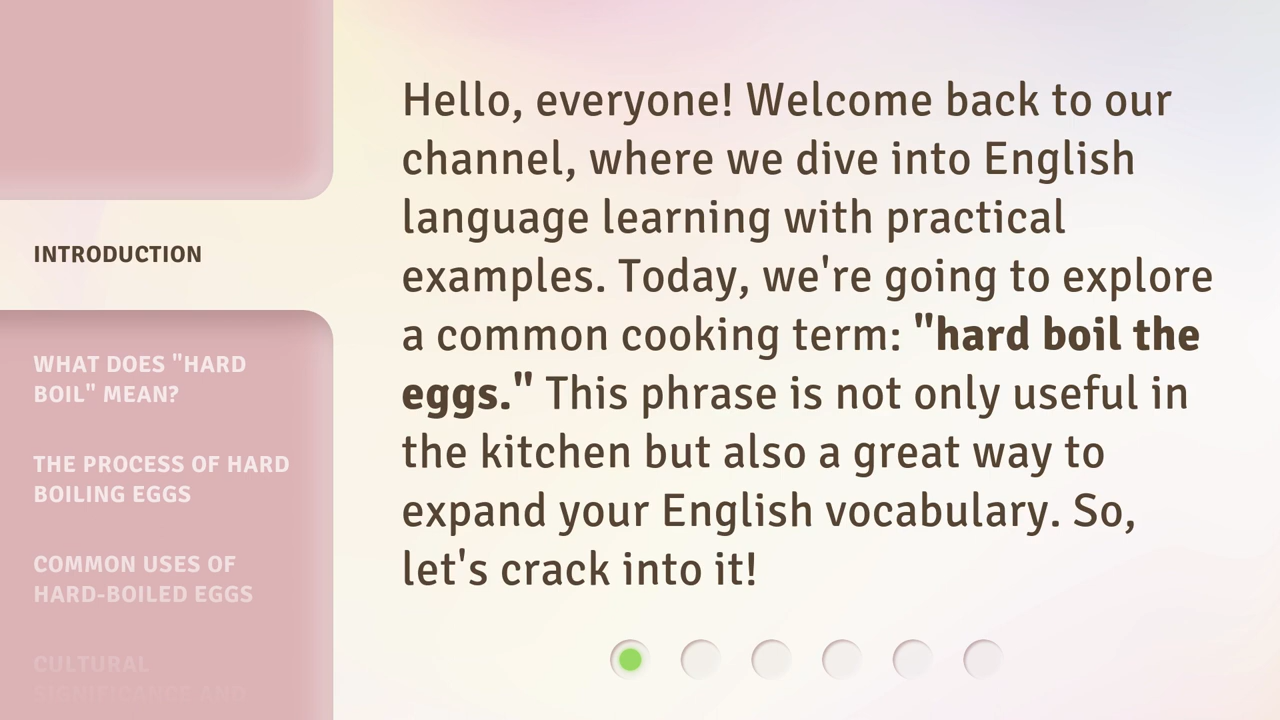 INTRODUCTION
WHAT DOES "HARD
BOIL" MEAN?
THE PROCESS OF HARD
BOILING EGGS
COMMON USES OF
HARD-BOILED EGGS
CULTURAL
SIGNIFICANCE AND
Hello, everyone! Welcome back to our
channel, where we dive into English
language learning with practical
examples. Today, we're going to explore
a common cooking term: "hard boil the
eggs." This phrase is not only useful in
the kitchen but also a great way to
expand your English vocabulary. So,
let's crack into it!